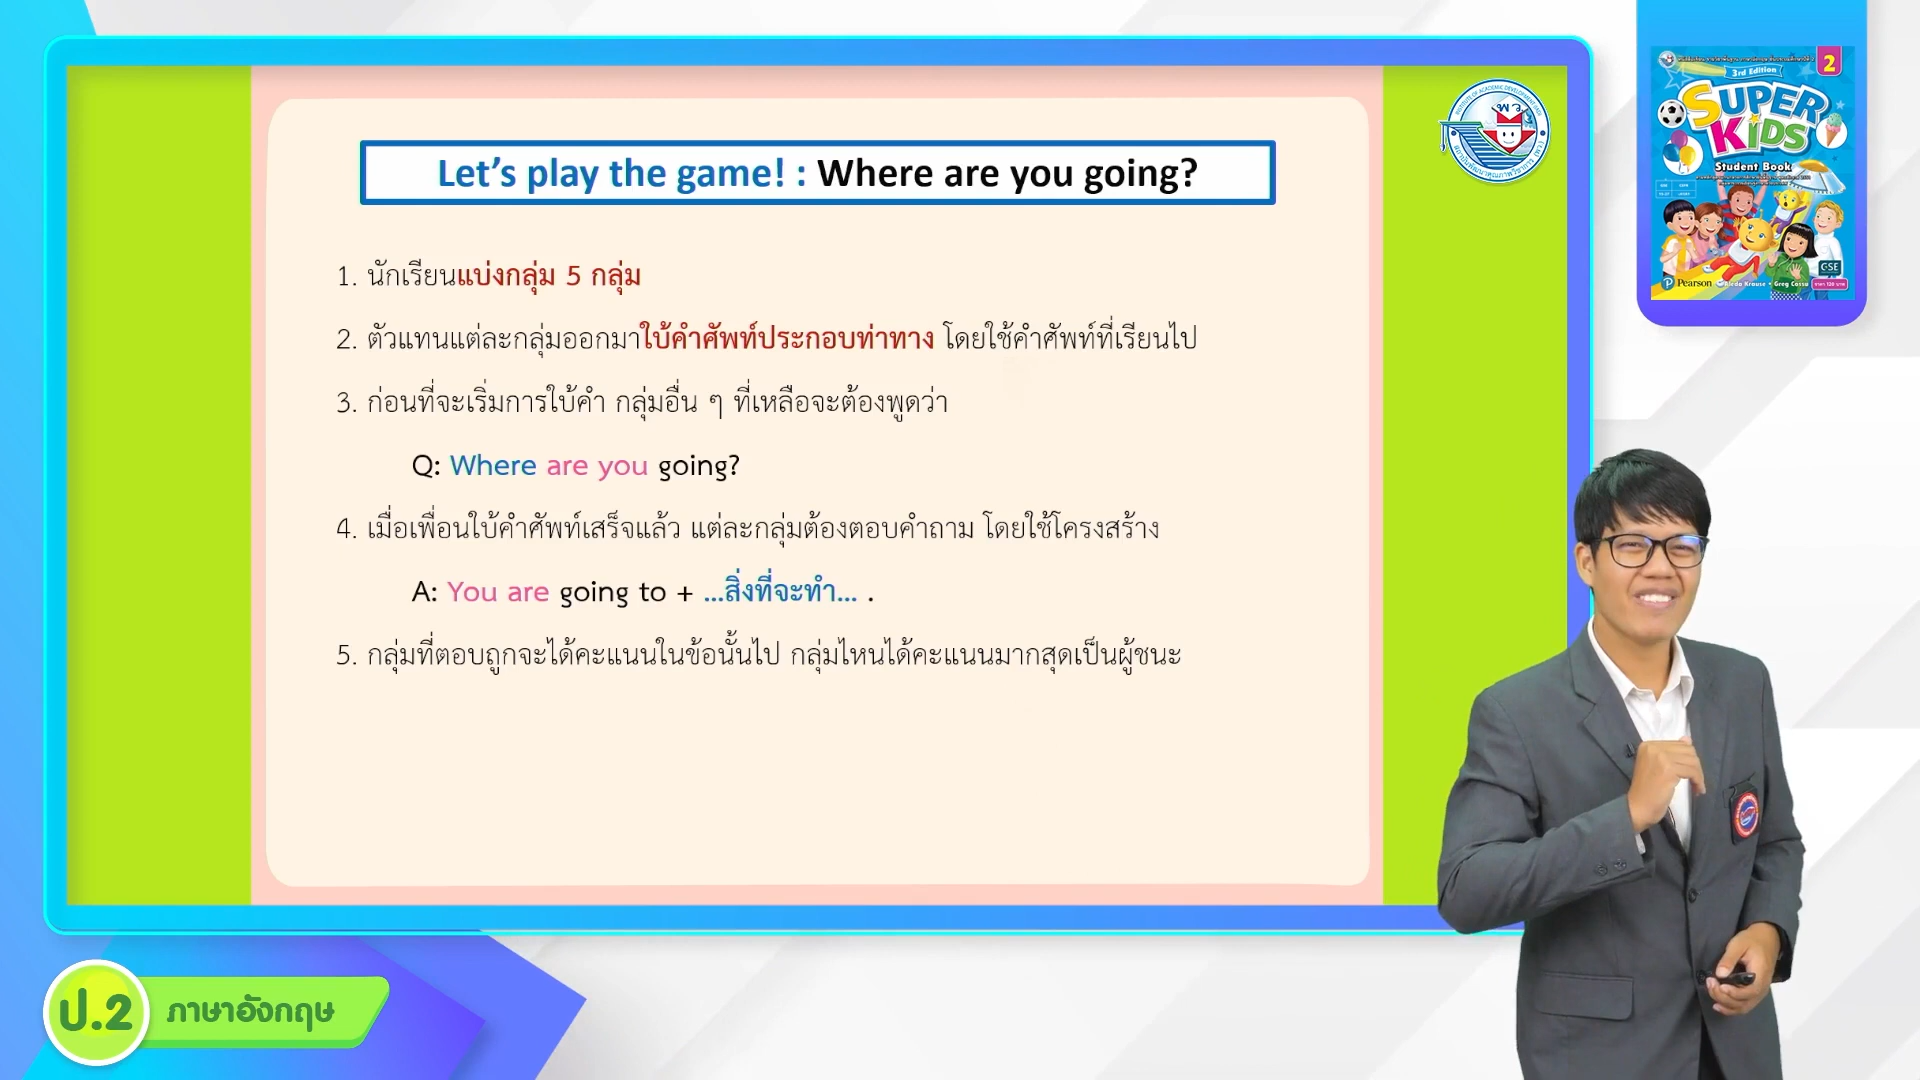 Let's play the game! : Where are you going?
1. นักเรียนแบ่งกลุ่ม 5 กลุ่ม
2. ตัวแทนแต่ละกลุ่มออกมาใบ้คำศัพท์ประกอบท่าทาง โดยใช้คำศัพท์ที่เรียนไป
3. ก่อนที่จะเริ่มการใบ้คำ กลุ่มอื่น ๆ ที่เหลือจะต้องพูดว่า
Q: Where are you going?
4. เมื่อเพื่อนใบ้คำศัพท์เสร็จแล้ว แต่ละกลุ่มต้องตอบคำถาม โดยใช้โครงสร้าง
A: You are going to + ...สิ่งที่จะทำ... .
5. กลุ่มที่ตอบถูกจะได้คะแนนในข้อนั้นไป กลุ่มไหนได้คะแนนมากสุดเป็นผู้ชนะ
พว.
2
3rd Edition
SUPER
KiDS
Student Book
GSE
Pearson
Aleda Krause • Greg Cossu
ป.2 ภาษาอังกฤษ